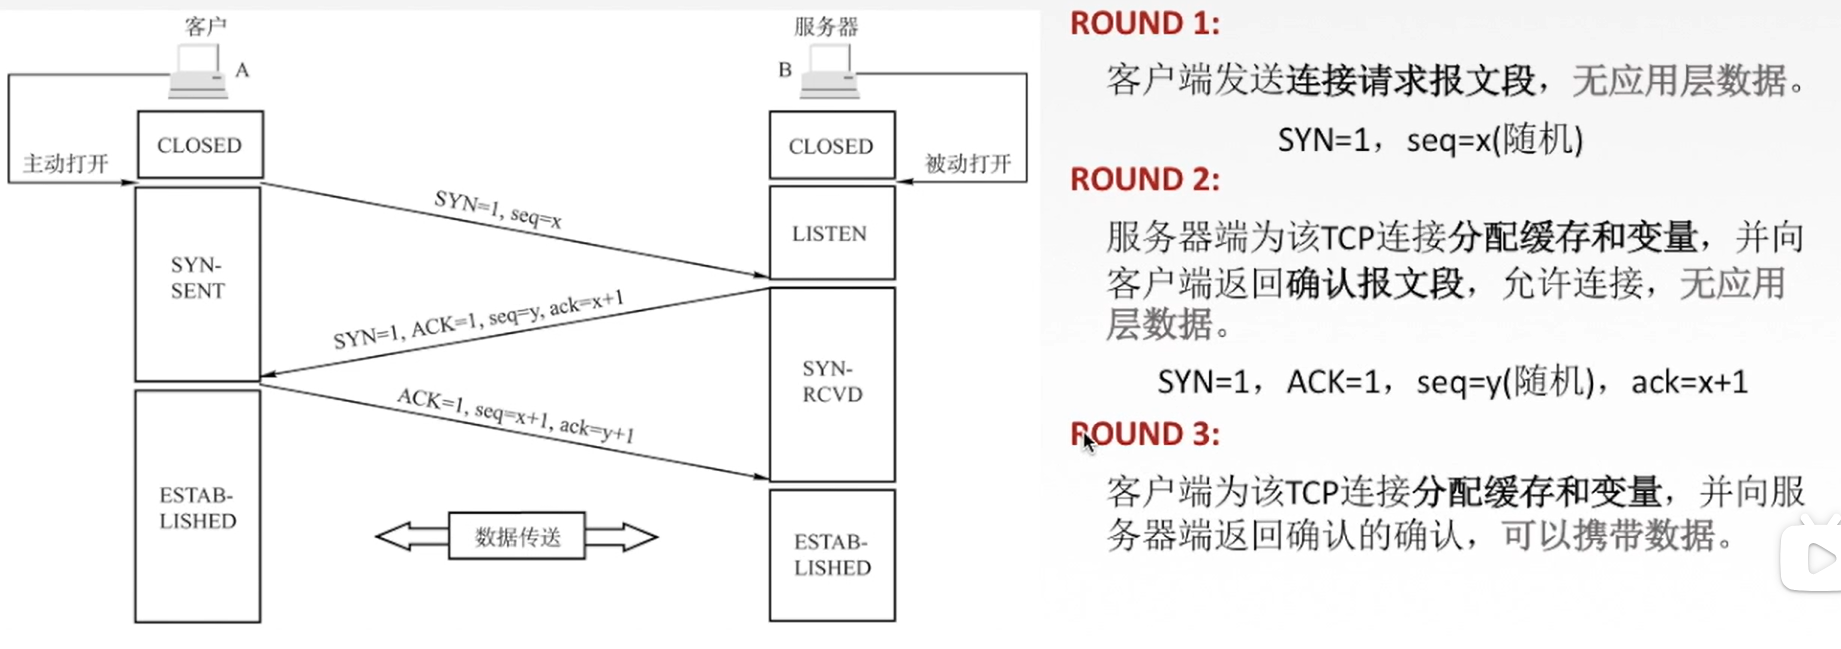 客户
A
服务器
B
CLOSED
主动打开
CLOSED
被动打开
SYN=1, seq=x
LISTEN
SYN-
SENT
SYN=1, ACK=1, seq=y, ack=x+1
SYN-
RCVD
ACK=1, seq=x+1, ack=y+1
ESTAB-
LISHED
数据传送
ESTAB-
LISHED
ROUND 1:
客户端发送连接请求报文段，无应用层数据。
SYN=1，seq=x(随机)
ROUND 2:
服务器端为该TCP连接分配缓存和变量，并向
客户端返回确认报文段，允许连接，无应用
层数据。
SYN=1，ACK=1，seq=y(随机)，ack=x+1
ROUND 3:
客户端为该TCP连接分配缓存和变量，并向服
务器端返回确认的确认，可以携带数据。